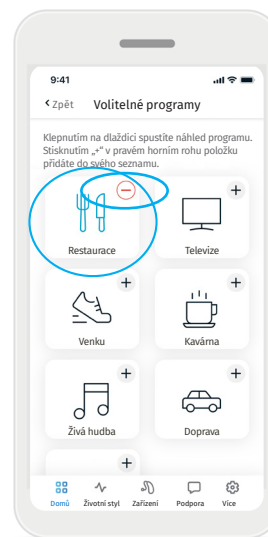 9:41
Zpět Volitelné programy
Klepnutím na dlaždici spustíte náhled programu.
Stisknutím „+“ v pravém horním rohu položku
přidáte do svého seznamu.
Restaurace Televize
Venku Kavárna
Živá hudba Doprava
Domů Životní styl Zařízení Podpora Více